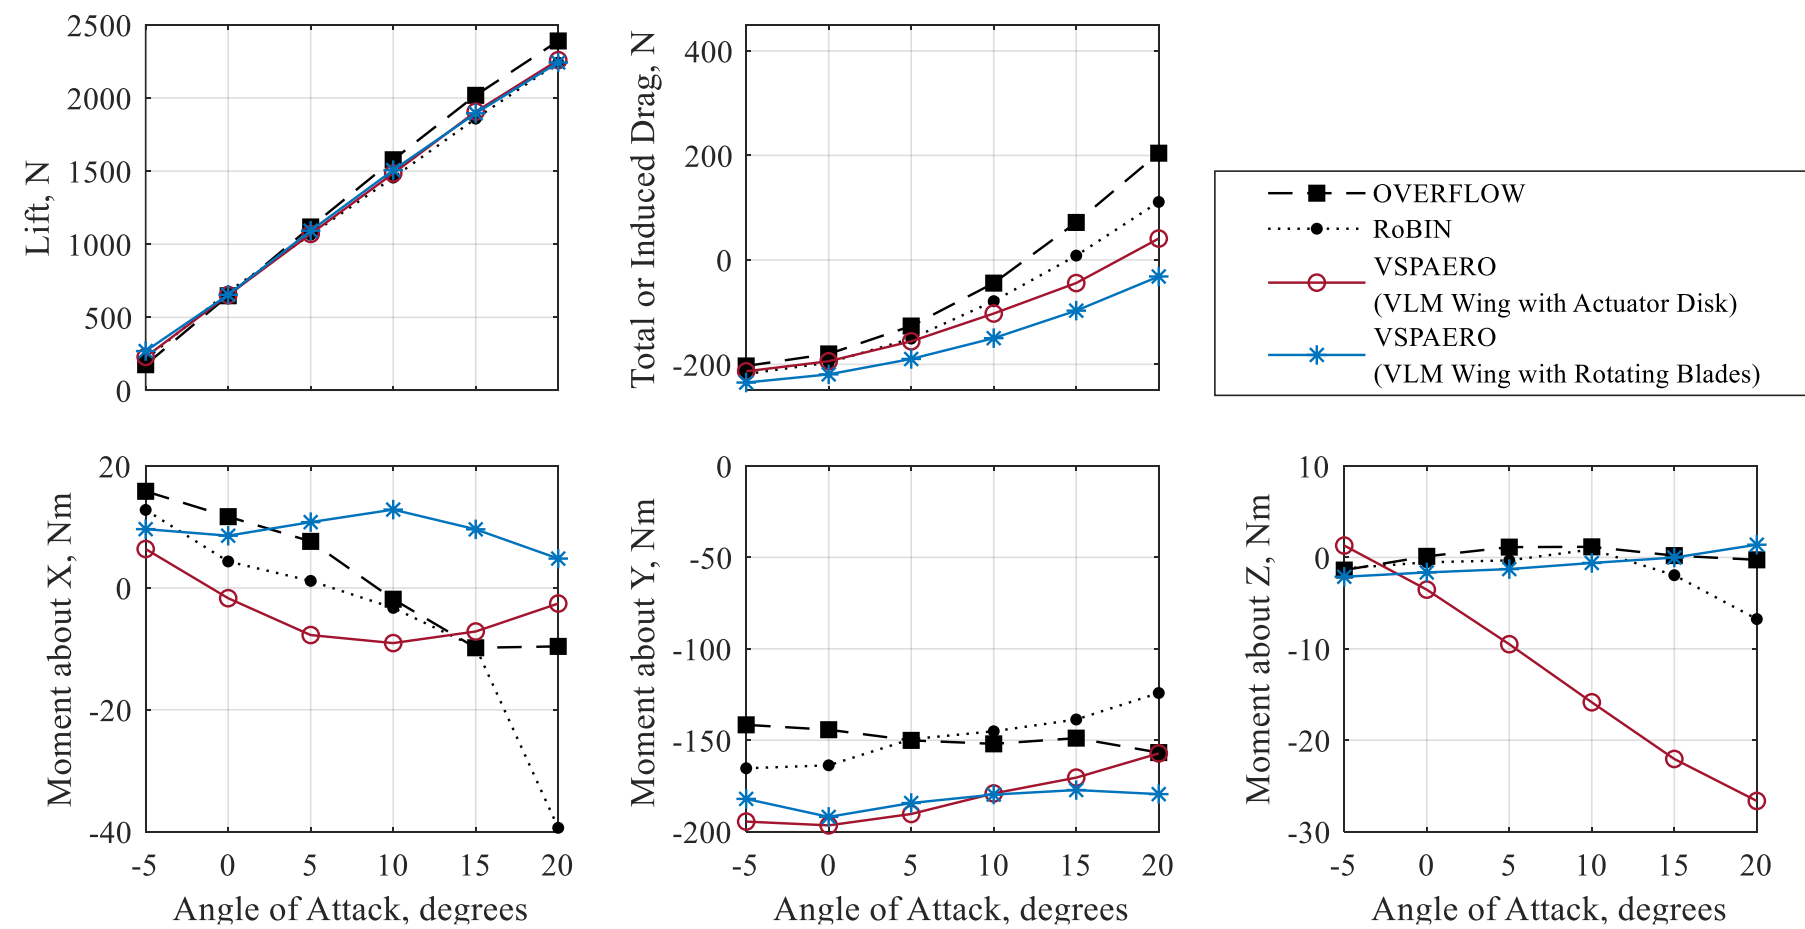 2500
2000
1500
1000
500
0
Lift, N
400
200
0
-200
Total or Induced Drag, N
OVERFLOW
RoBIN
VSPAERO
(VLM Wing with Actuator Disk)
VSPAERO
(VLM Wing with Rotating Blades)
20
0
-20
-40
Moment about X, Nm
-5 0 5 10 15 20
Angle of Attack, degrees
0
-50
-100
-150
-200
Moment about Y, Nm
-5 0 5 10 15 20
Angle of Attack, degrees
10
0
-10
-20
-30
Moment about Z, Nm
-5 0 5 10 15 20
Angle of Attack, degrees